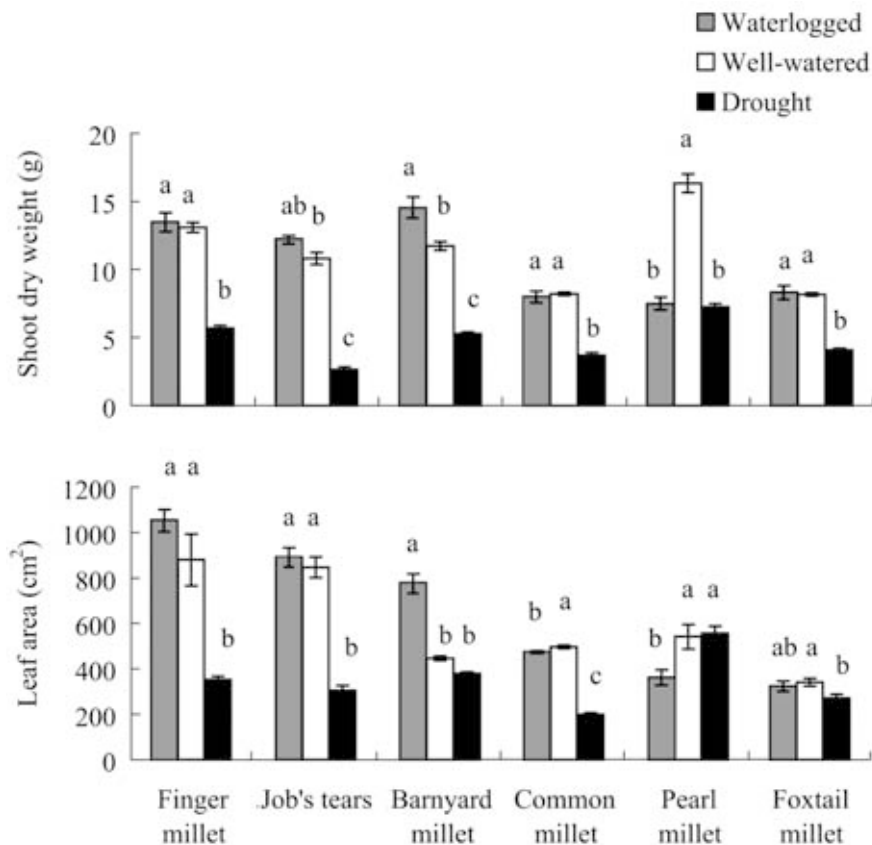 Waterlogged
Well-watered
Drought
Shoot dry weight (g)
20
15
10
5
0
a a b
ab b c
a b c
a a b
b a b
a a b
Leaf area (cm²)
1200
1000
800
600
400
200
0
a a b
a a b
a b b
b a c
b a a
ab a b
Finger Job's tears Barnyard Common Pearl Foxtail
millet millet millet millet millet